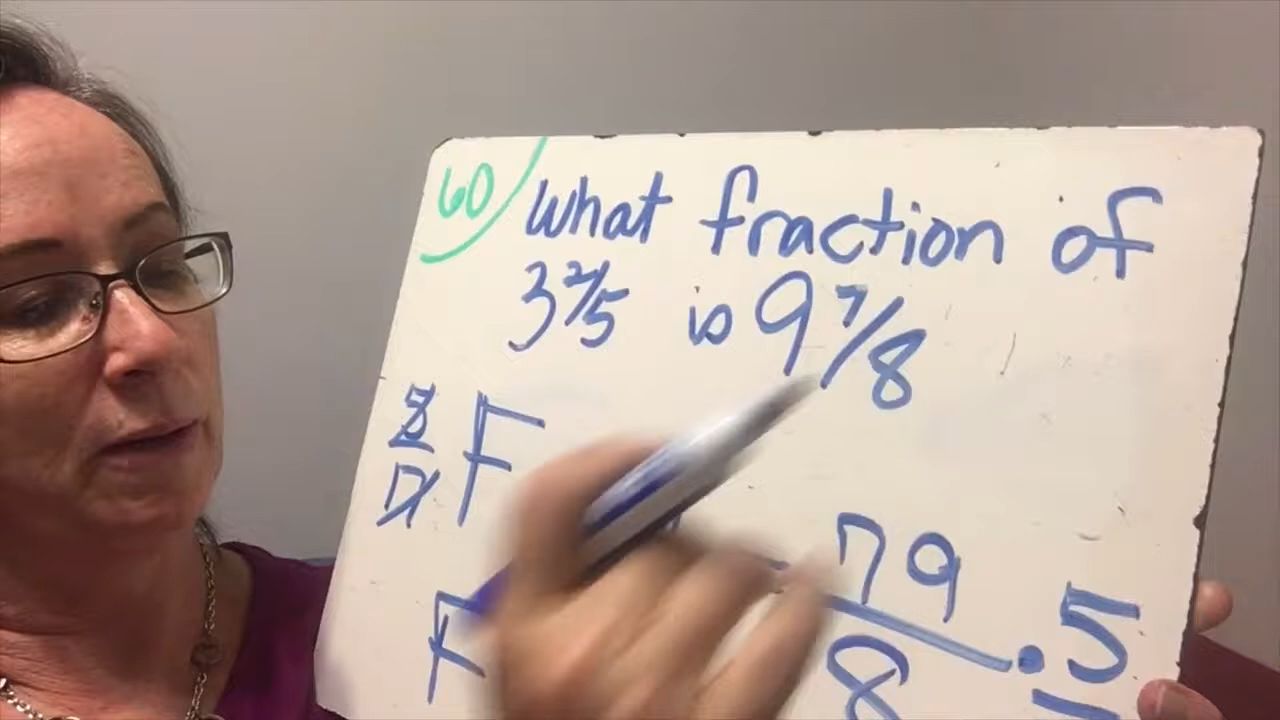 60) What fraction of
3 2/5 is 9 7/8
F
F 79/8 · 5